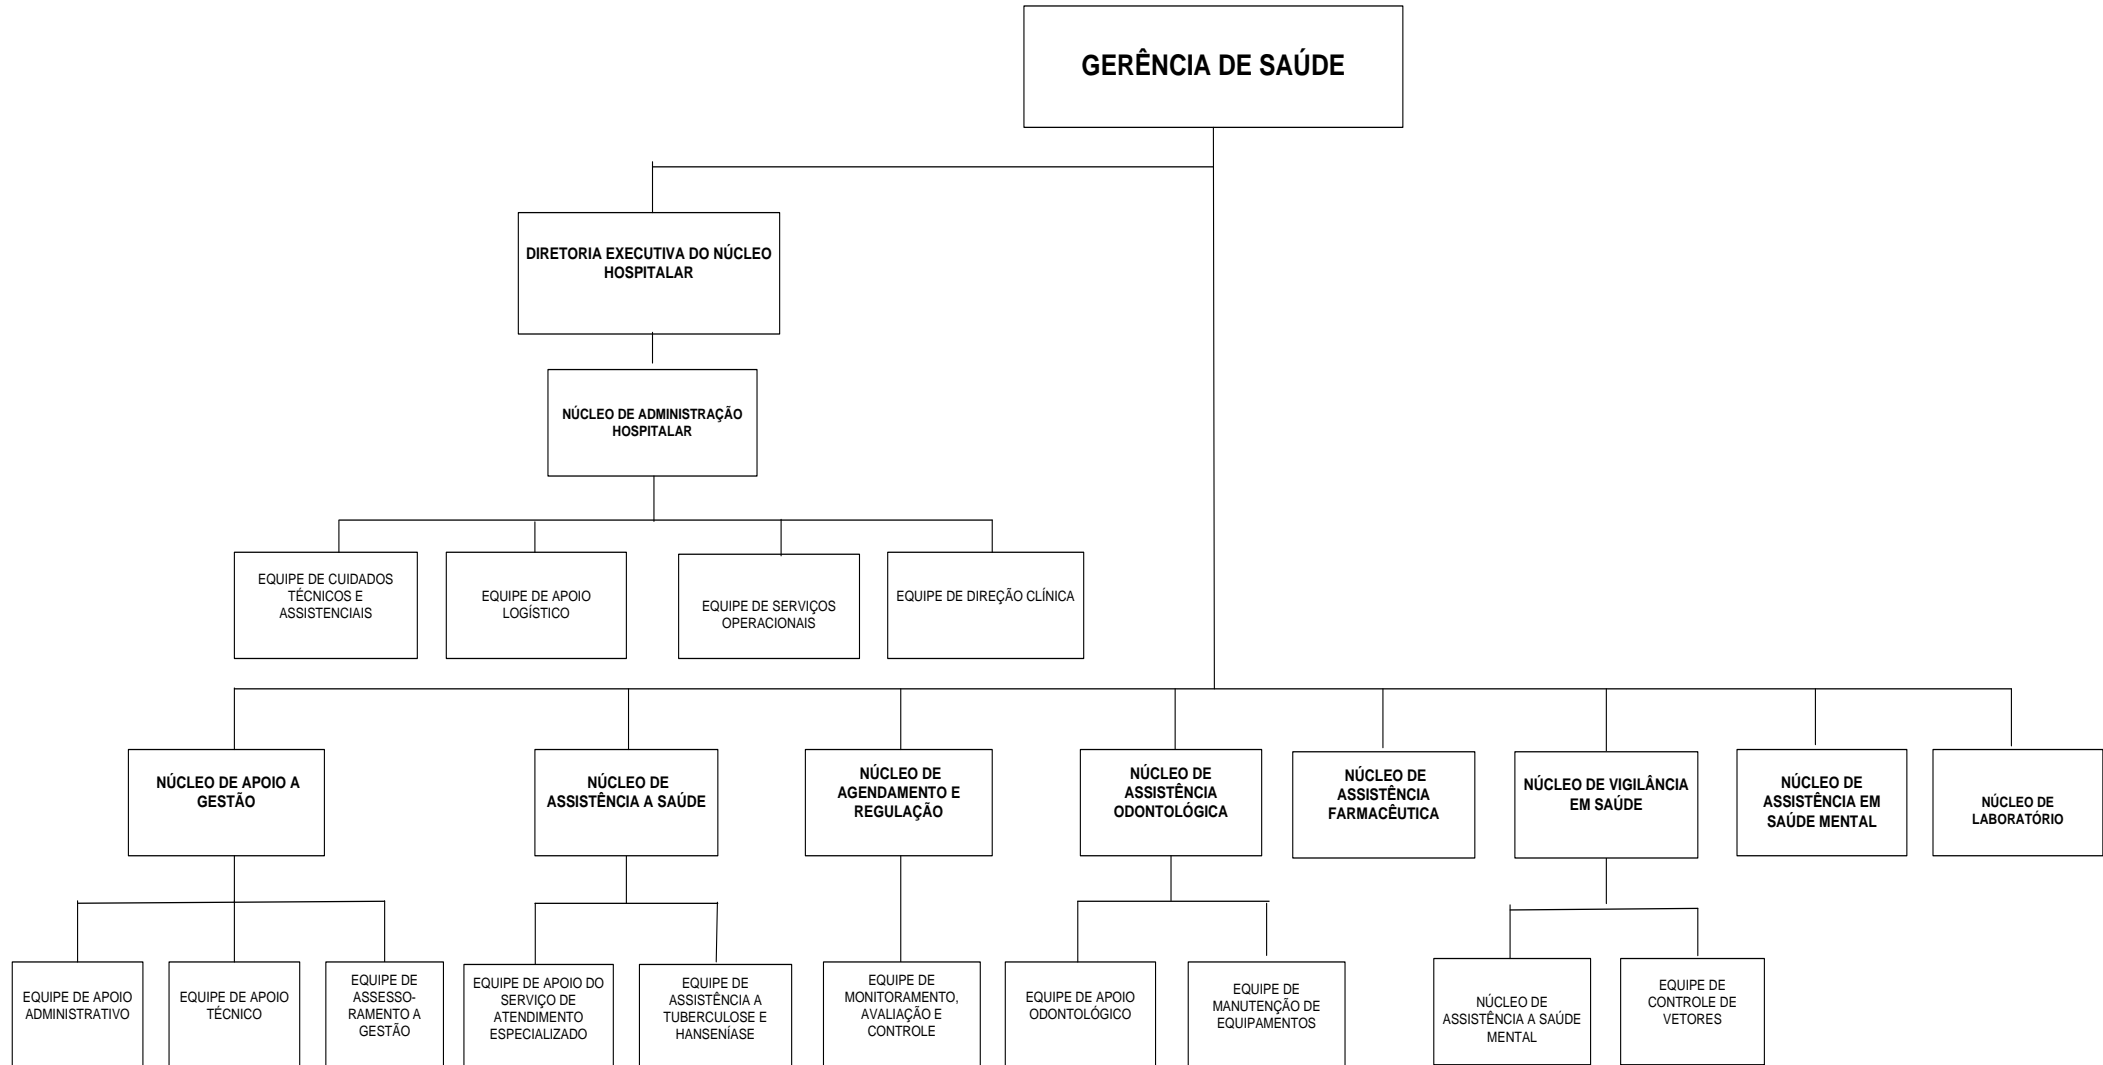 GERÊNCIA DE SAÚDE
DIRETORIA EXECUTIVA DO NÚCLEO
HOSPITALAR
NÚCLEO DE ADMINISTRAÇÃO
HOSPITALAR
EQUIPE DE CUIDADOS
TÉCNICOS E
ASSISTENCIAIS
EQUIPE DE APOIO
LOGÍSTICO
EQUIPE DE SERVIÇOS
OPERACIONAIS
EQUIPE DE DIREÇÃO CLÍNICA
NÚCLEO DE APOIO A
GESTÃO
NÚCLEO DE
ASSISTÊNCIA A SAÚDE
NÚCLEO DE
AGENDAMENTO E
REGULAÇÃO
NÚCLEO DE
ASSISTÊNCIA
ODONTOLÓGICA
NÚCLEO DE
ASSISTÊNCIA
FARMACÊUTICA
NÚCLEO DE VIGILÂNCIA
EM SAÚDE
NÚCLEO DE
ASSISTÊNCIA EM
SAÚDE MENTAL
NÚCLEO DE
LABORATÓRIO
EQUIPE DE APOIO
ADMINISTRATIVO
EQUIPE DE APOIO
TÉCNICO
EQUIPE DE
ASSESSO-
RAMENTO A
GESTÃO
EQUIPE DE APOIO DO
SERVIÇO DE
ATENDIMENTO
ESPECIALIZADO
EQUIPE DE
ASSISTÊNCIA A
TUBERCULOSE E
HANSENÍASE
EQUIPE DE
MONITORAMENTO,
AVALIAÇÃO E
CONTROLE
EQUIPE DE APOIO
ODONTOLÓGICO
EQUIPE DE
MANUTENÇÃO DE
EQUIPAMENTOS
NÚCLEO DE
ASSISTÊNCIA A SAÚDE
MENTAL
EQUIPE DE
CONTROLE DE
VETORES